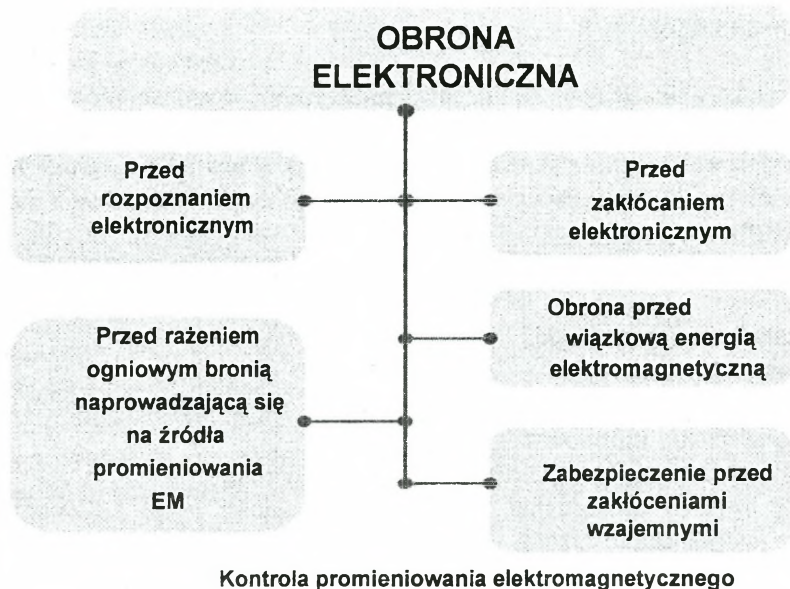 OBRONA
ELEKTRONICZNA
Przed
rozpoznaniem
elektronicznym
Przed
zakłócaniem
elektronicznym
Przed rażeniem
ogniowym bronią
naprowadzającą się
na źródła
promieniowania
EM
Obrona przed
wiązkową energią
elektromagnetyczną
Zabezpieczenie przed
zakłóceniami
wzajemnymi
Kontrola promieniowania elektromagnetycznego